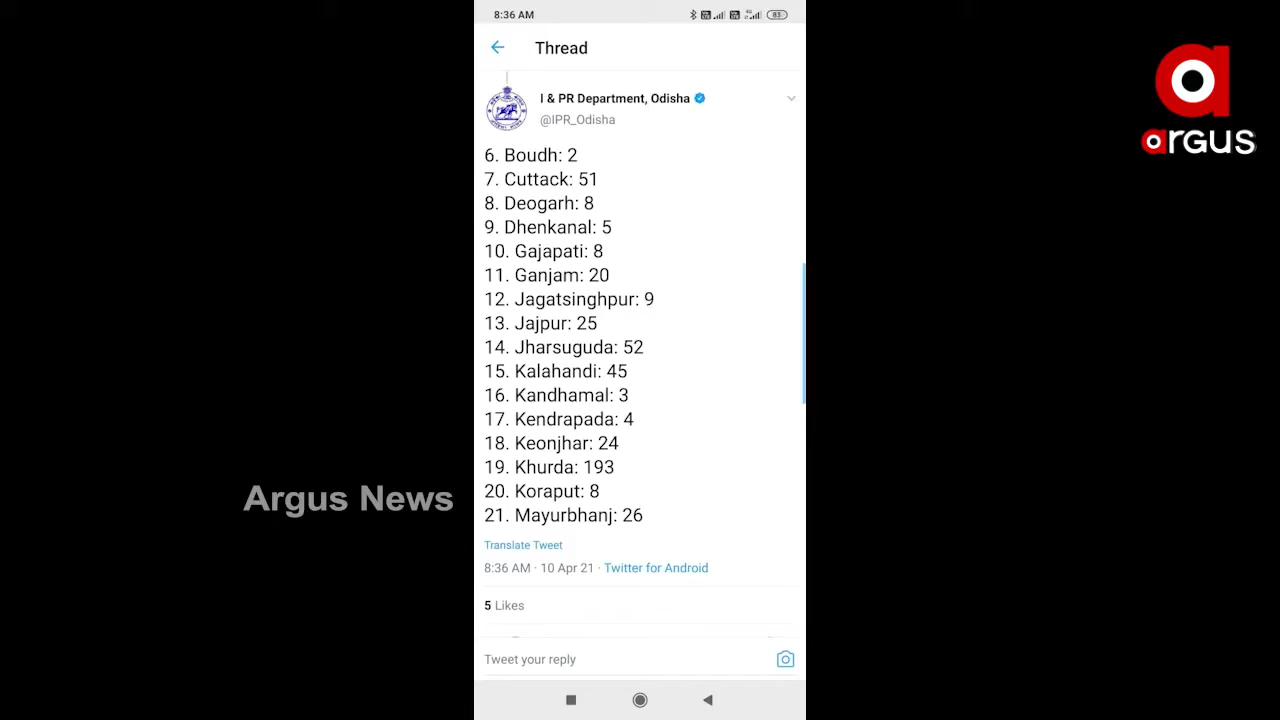 8:36 AM
83
Thread
I & PR Department, Odisha
@IPR_Odisha
6. Boudh: 2
7. Cuttack: 51
8. Deogarh: 8
9. Dhenkanal: 5
10. Gajapati: 8
11. Ganjam: 20
12. Jagatsinghpur: 9
13. Jajpur: 25
14. Jharsuguda: 52
15. Kalahandi: 45
16. Kandhamal: 3
17. Kendrapada: 4
18. Keonjhar: 24
19. Khurda: 193
20. Koraput: 8
21. Mayurbhanj: 26
Translate Tweet
8:36 AM · 10 Apr 21 · Twitter for Android
5 Likes
Tweet your reply
Argus News
argus